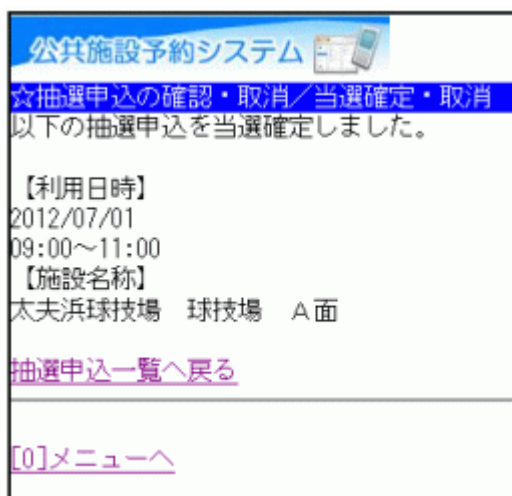 公共施設予約システム
☆抽選申込の確認・取消／当選確定・取消
以下の抽選申込を当選確定しました。
【利用日時】
2012/07/01
09:00～11:00
【施設名称】
太夫浜球技場　球技場　Ａ面
抽選申込一覧へ戻る
[0]メニューへ